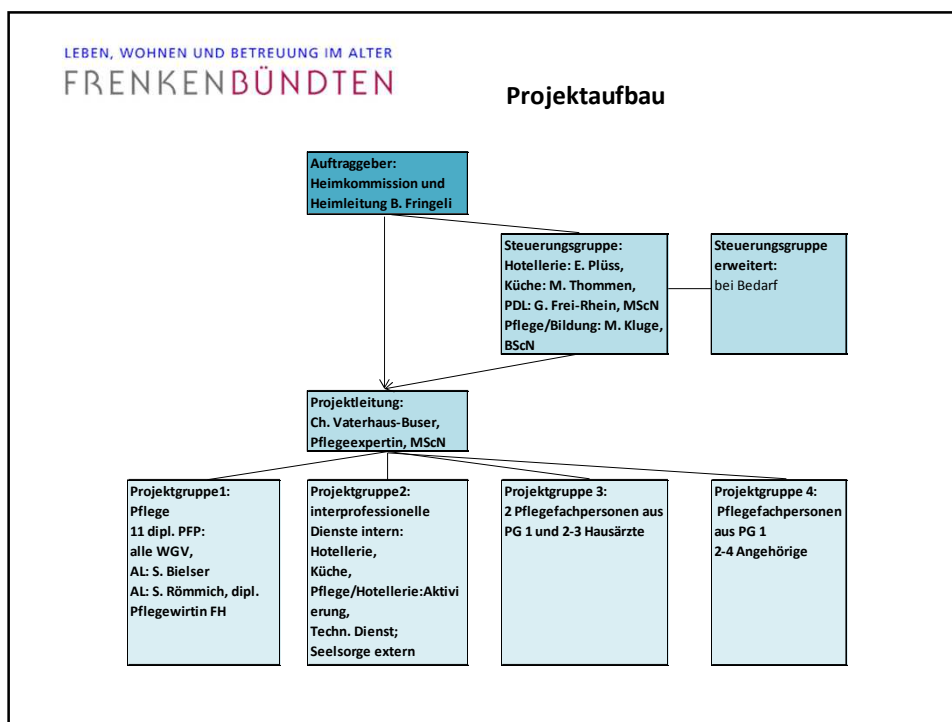 LEBEN, WOHNEN UND BETREUUNG IM ALTER
FRENKENBÜNDTEN
Projektaufbau
Auftraggeber:
Heimkommission und
Heimleitung B. Fringeli
Steuerungsgruppe:
Hotellerie: E. Plüss,
Küche: M. Thommen,
PDL: G. Frei-Rhein, MScN
Pflege/Bildung: M. Kluge,
BScN
Steuerungsgruppe
erweitert:
bei Bedarf
Projektleitung:
Ch. Vaterhaus-Buser,
Pflegeexpertin, MScN
Projektgruppe1:
Pflege
11 dipl. PFP:
alle WGV,
AL: S. Bielser
AL: S. Römmich, dipl.
Pflegewirtin FH
Projektgruppe2:
interprofessionelle
Dienste intern:
Hotellerie,
Küche,
Pflege/Hotellerie:Aktivi
erung,
Techn. Dienst;
Seelsorge extern
Projektgruppe 3:
2 Pflegefachpersonen aus
PG 1 und 2-3 Hausärzte
Projektgruppe 4:
Pflegefachpersonen
aus PG 1
2-4 Angehörige